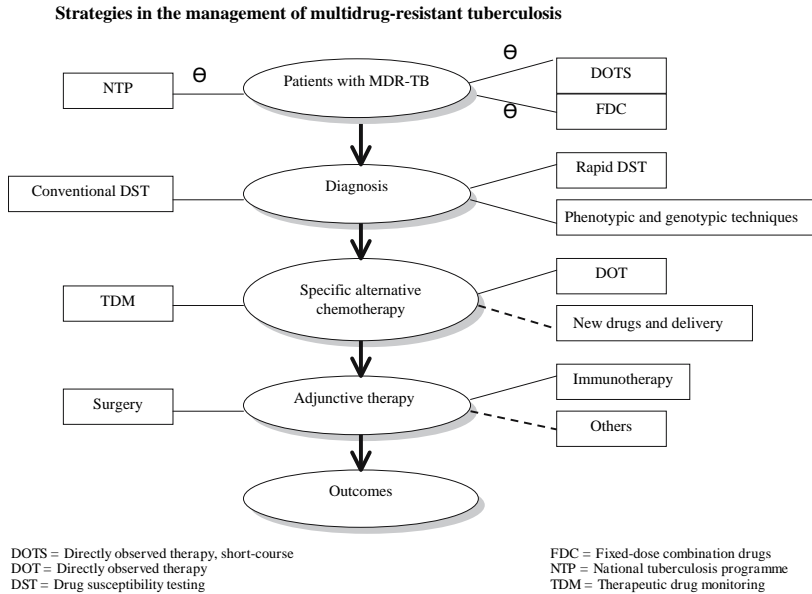 Strategies in the management of multidrug-resistant tuberculosis
NTP
ϴ
Patients with MDR-TB
ϴ
DOTS
ϴ
FDC
Conventional DST
Diagnosis
Rapid DST
Phenotypic and genotypic techniques
TDM
Specific alternative
chemotherapy
DOT
New drugs and delivery
Surgery
Adjunctive therapy
Immunotherapy
Others
Outcomes
DOTS = Directly observed therapy, short-course
DOT = Directly observed therapy
DST = Drug susceptibility testing
FDC = Fixed-dose combination drugs
NTP = National tuberculosis programme
TDM = Therapeutic drug monitoring